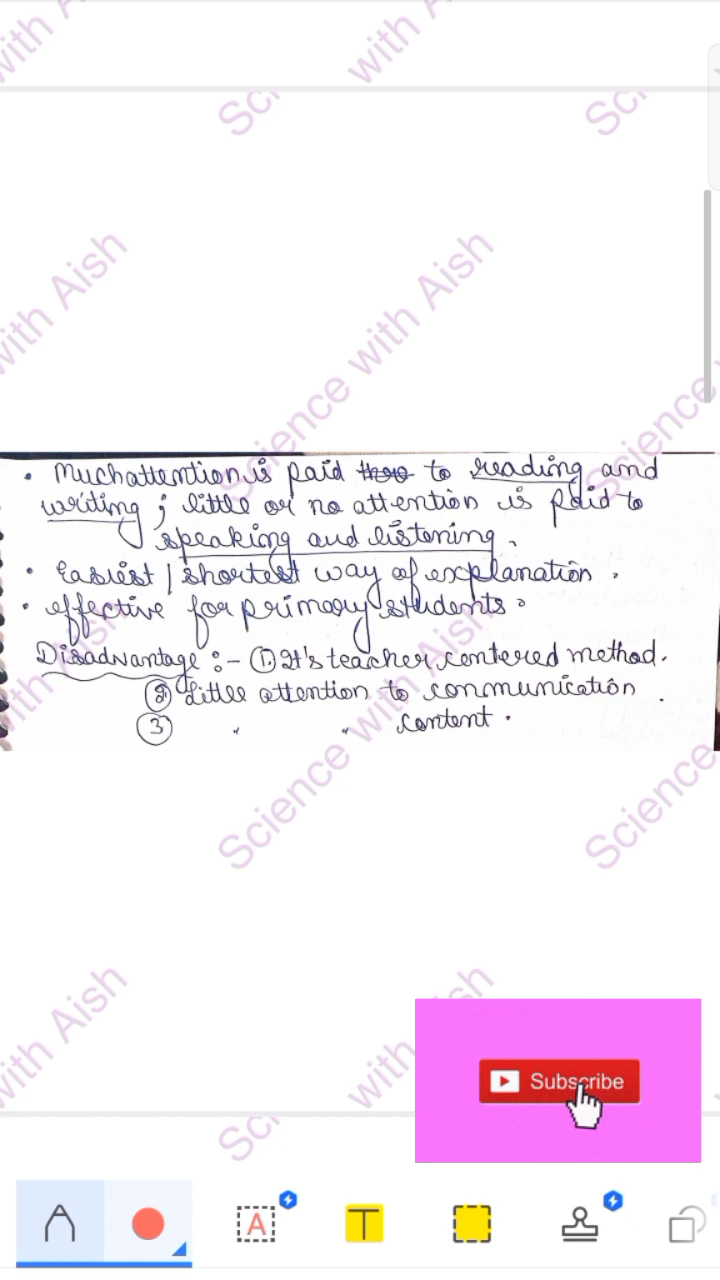 • Much attention is paid to reading and
writing ; little or no attention is paid to
speaking and listening.
• Easiest / shortest way of explanation .
• effective for primary students .
Disadvantage :- ① It's teacher centered method.
② Little attention to communication .
③ " " content .
Science with Aish
Subscribe
A
T